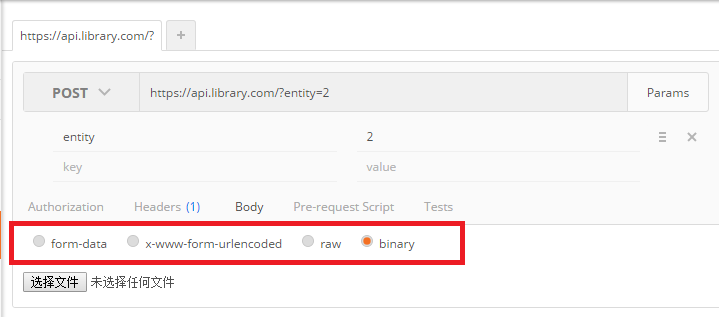 https://api.library.com/? +
POST https://api.library.com/?entity=2 Params
entity 2
key value
Authorization Headers (1) Body Pre-request Script Tests
form-data x-www-form-urlencoded raw binary
选择文件 未选择任何文件